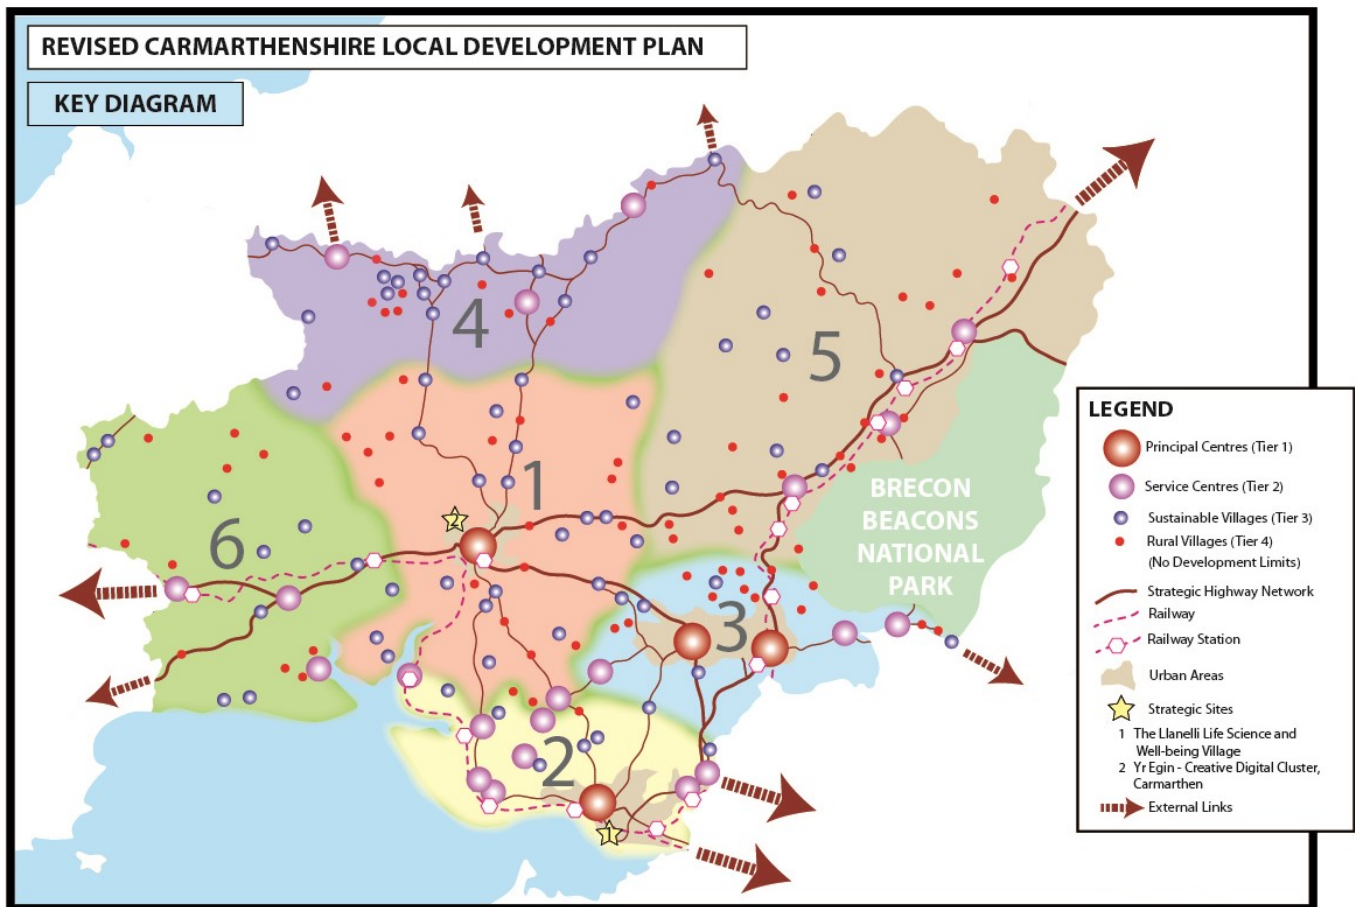 REVISED CARMARTHENSHIRE LOCAL DEVELOPMENT PLAN
KEY DIAGRAM
4
5
1
2
6
3
2
1
BRECON
BEACONS
NATIONAL
PARK
LEGEND
Principal Centres (Tier 1)
Service Centres (Tier 2)
Sustainable Villages (Tier 3)
Rural Villages (Tier 4)
(No Development Limits)
Strategic Highway Network
Railway
Railway Station
Urban Areas
Strategic Sites
1 The Llanelli Life Science and
Well-being Village
2 Yr Egin - Creative Digital Cluster,
Carmarthen
External Links